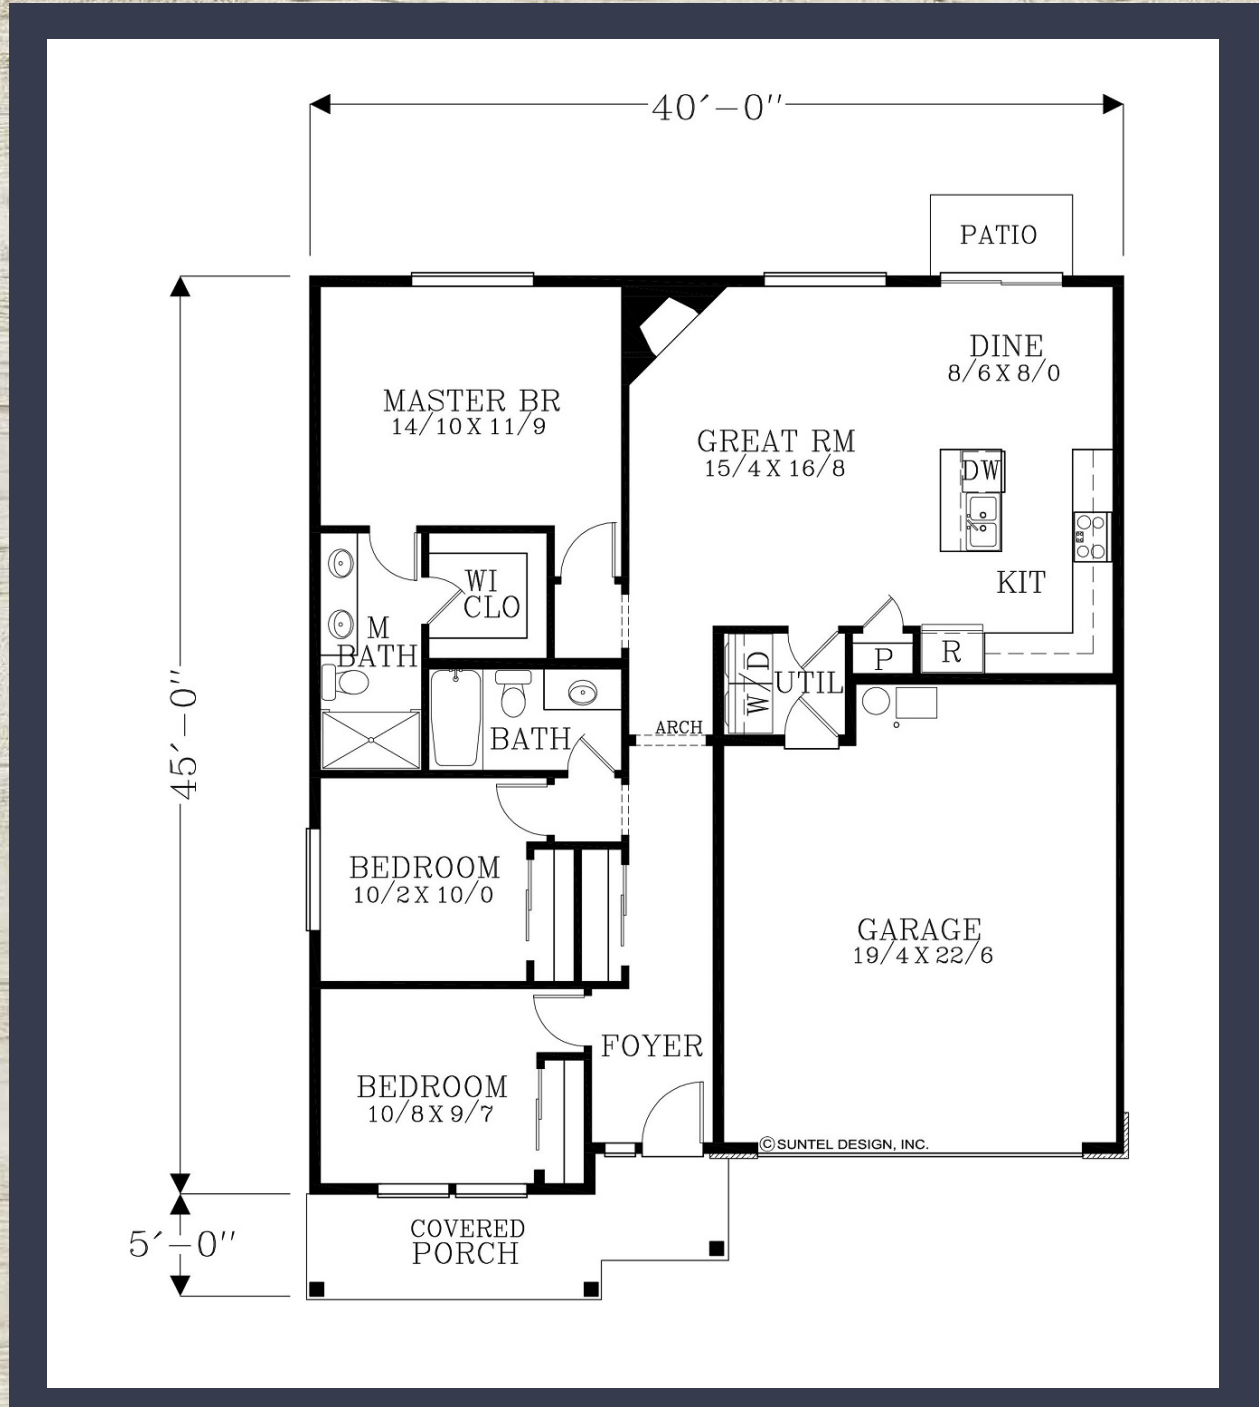 40'-0"
PATIO
DINE
8/6 X 8/0
MASTER BR
14/10 X 11/9
GREAT RM
15/4 X 16/8
DW
WI
CLO
KIT
M
BATH
W/D
UTIL
P
R
45'-0"
ARCH
BATH
BEDROOM
10/2 X 10/0
GARAGE
19/4 X 22/6
FOYER
BEDROOM
10/8 X 9/7
© SUNTEL DESIGN, INC.
COVERED
PORCH
5'-0"